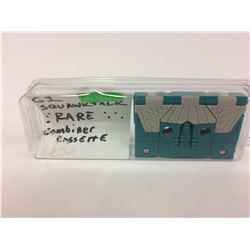 G1
SQUAWKTALK
RARE
Combiner
CASSETTE